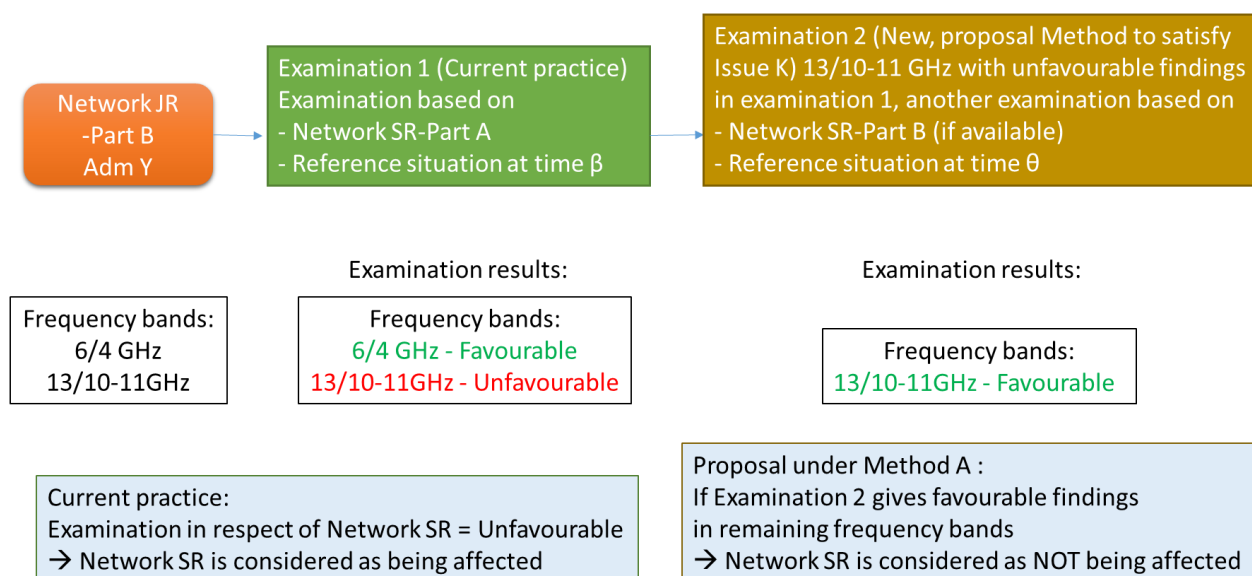 Network JR
-Part B
Adm Y
Examination 1 (Current practice)
Examination based on
- Network SR-Part A
- Reference situation at time β
Examination 2 (New, proposal Method to satisfy
Issue K) 13/10-11 GHz with unfavourable findings
in examination 1, another examination based on
- Network SR-Part B (if available)
- Reference situation at time θ
Examination results:
Examination results:
Frequency bands:
6/4 GHz
13/10-11GHz
Frequency bands:
6/4 GHz - Favourable
13/10-11GHz - Unfavourable
Frequency bands:
13/10-11GHz - Favourable
Current practice:
Examination in respect of Network SR = Unfavourable
→ Network SR is considered as being affected
Proposal under Method A :
If Examination 2 gives favourable findings
in remaining frequency bands
→ Network SR is considered as NOT being affected